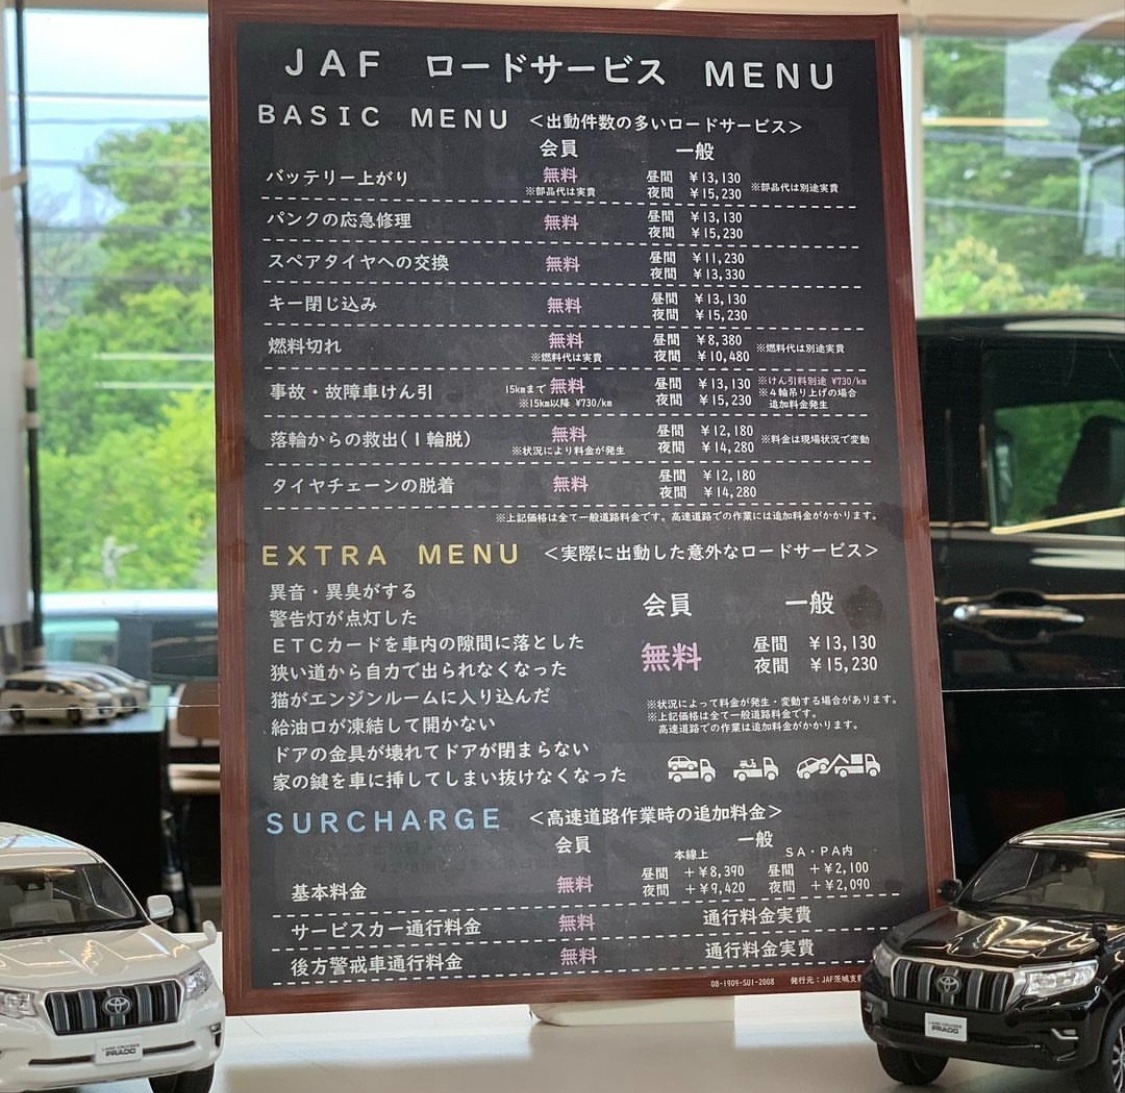 JAF ロードサービス MENU
BASIC MENU <出動件数の多いロードサービス>
会員 一般
バッテリー上がり 無料 ※部品代は実費 昼間 ¥13,130 夜間 ¥15,230 ※部品代は別途実費
パンクの応急修理 無料 昼間 ¥13,130 夜間 ¥15,230
スペアタイヤへの交換 無料 昼間 ¥11,230 夜間 ¥13,330
キー閉じ込み 無料 昼間 ¥13,130 夜間 ¥15,230
燃料切れ 無料 ※燃料代は実費 昼間 ¥8,380 夜間 ¥10,480 ※燃料代は別途実費
事故・故障車けん引 15kmまで 無料 ※15km以降 ¥730/km 昼間 ¥13,130 夜間 ¥15,230 ※けん引料別途 ¥730/km ※4輪吊り上げの場合 追加料金発生
落輪からの救出(1輪脱) 無料 ※状況により料金が発生 昼間 ¥12,180 夜間 ¥14,280 ※料金は現場状況で変動
タイヤチェーンの脱着 無料 昼間 ¥12,180 夜間 ¥14,280
※上記価格は全て一般道路料金です。高速道路での作業には追加料金がかかります。
EXTRA MENU <実際に出動した意外なロードサービス>
異音・異臭がする
警告灯が点灯した
ETCカードを車内の隙間に落とした
狭い道から自力で出られなくなった
猫がエンジンルームに入り込んだ
給油口が凍結して開かない
ドアの金具が壊れてドアが閉まらない
家の鍵を車に挿してしまい抜けなくなった
会員 一般
無料 昼間 ¥13,130
夜間 ¥15,230
※状況によって料金が発生・変動する場合があります。
※上記価格は全て一般道路料金です。
高速道路での作業は追加料金がかかります。
SURCHARGE <高速道路作業時の追加料金>
会員 一般
本線上 SA・PA内
基本料金 無料 昼間 +¥8,390 夜間 +¥9,420 昼間 +¥2,100 夜間 +¥2,090
サービスカー通行料金 無料 通行料金実費
後方警戒車通行料金 無料 通行料金実費
08-1909-SU1-2008 発行元:JAF茨城支
LAND CRUISER
PRADO
LAND CRUISER
PRADO